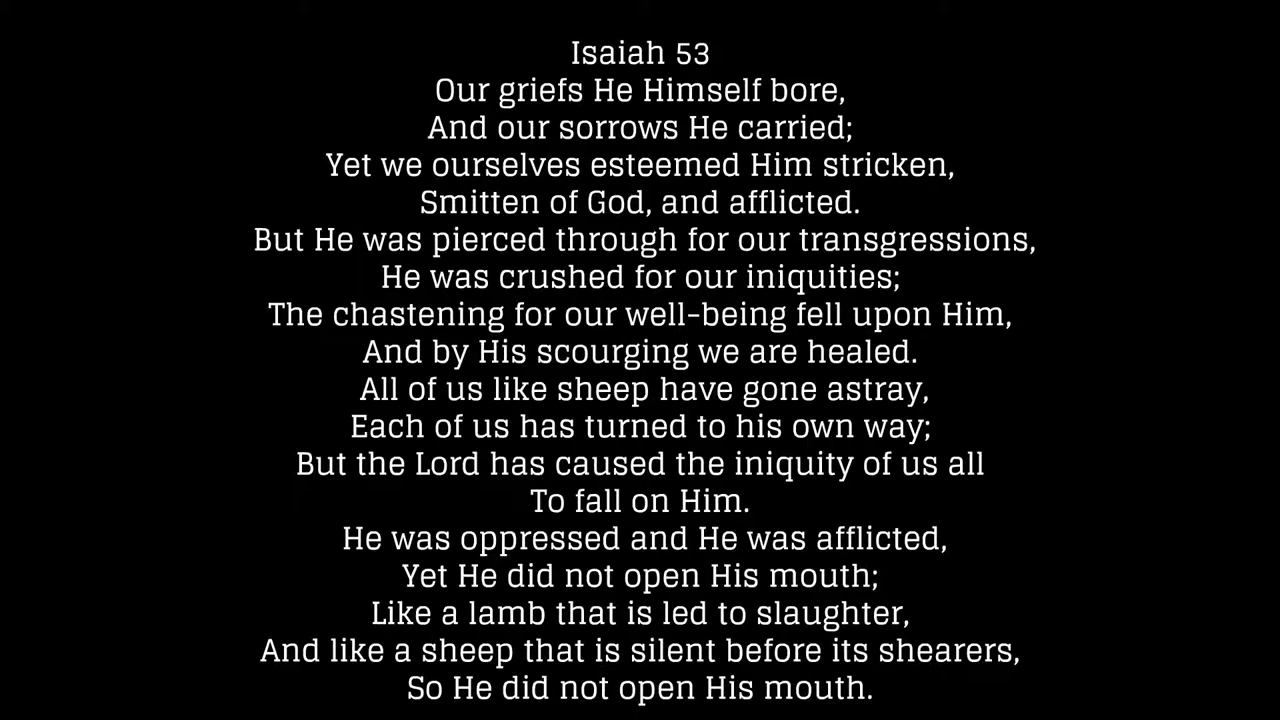 Isaiah 53
Our griefs He Himself bore,
And our sorrows He carried;
Yet we ourselves esteemed Him stricken,
Smitten of God, and afflicted.
But He was pierced through for our transgressions,
He was crushed for our iniquities;
The chastening for our well-being fell upon Him,
And by His scourging we are healed.
All of us like sheep have gone astray,
Each of us has turned to his own way;
But the Lord has caused the iniquity of us all
To fall on Him.
He was oppressed and He was afflicted,
Yet He did not open His mouth;
Like a lamb that is led to slaughter,
And like a sheep that is silent before its shearers,
So He did not open His mouth.